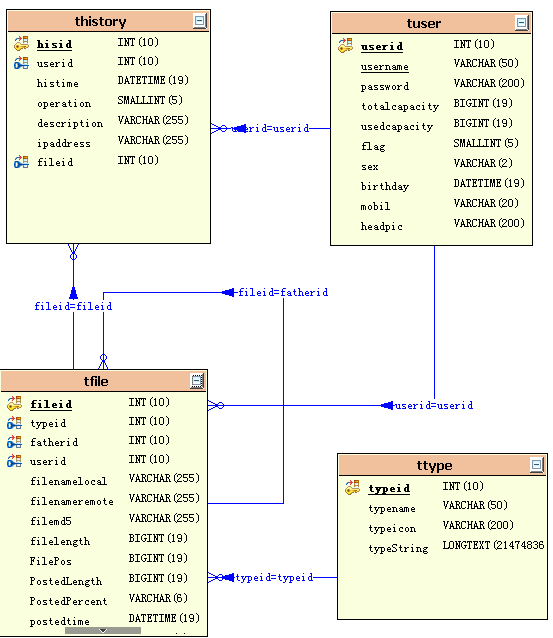 thistory
hisid INT(10)
userid INT(10)
histime DATETIME(19)
operation SMALLINT(5)
description VARCHAR(255)
ipaddress VARCHAR(255)
fileid INT(10)
tuser
userid INT(10)
username VARCHAR(50)
password VARCHAR(200)
totalcapacity BIGINT(19)
usedcapacity BIGINT(19)
flag SMALLINT(5)
sex VARCHAR(2)
birthday DATETIME(19)
mobil VARCHAR(20)
headpic VARCHAR(200)
userid=userid
fileid=fatherid
fileid=fileid
userid=userid
tfile
fileid INT(10)
typeid INT(10)
fatherid INT(10)
userid INT(10)
filenamelocal VARCHAR(255)
filenameremote VARCHAR(255)
filemd5 VARCHAR(255)
filelength BIGINT(19)
FilePos BIGINT(19)
PostedLength BIGINT(19)
PostedPercent VARCHAR(6)
postedtime DATETIME(19)
ttype
typeid INT(10)
typename VARCHAR(50)
typeicon VARCHAR(200)
typeString LONGTEXT(21474836
typeid=typeid